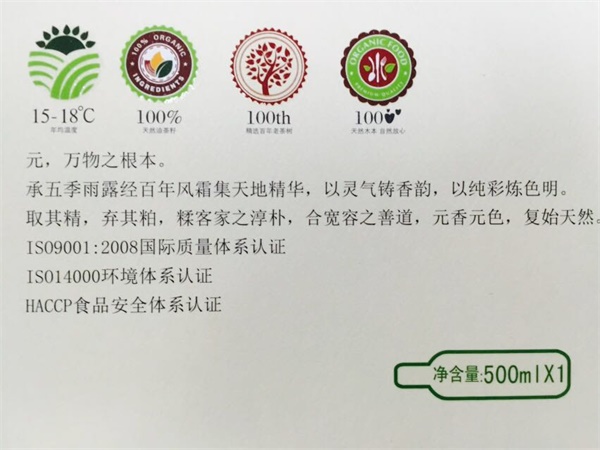 100% ORGANIC
INGREDIENTS
ORGANIC FOOD
PREMIUM QUALITY
15-18℃
年均温度
100%
天然油茶籽
100th
精选百年老茶树
100
天然木本 自然放心
元，万物之根本。
承五季雨露经百年风霜集天地精华，以灵气铸香韵，以纯彩炼色明。
取其精，弃其粕，糅客家之淳朴，合宽容之善道，元香元色，复始天然。
ISO9001:2008国际质量体系认证
ISO14000环境体系认证
HACCP食品安全体系认证
净含量:500mlX1